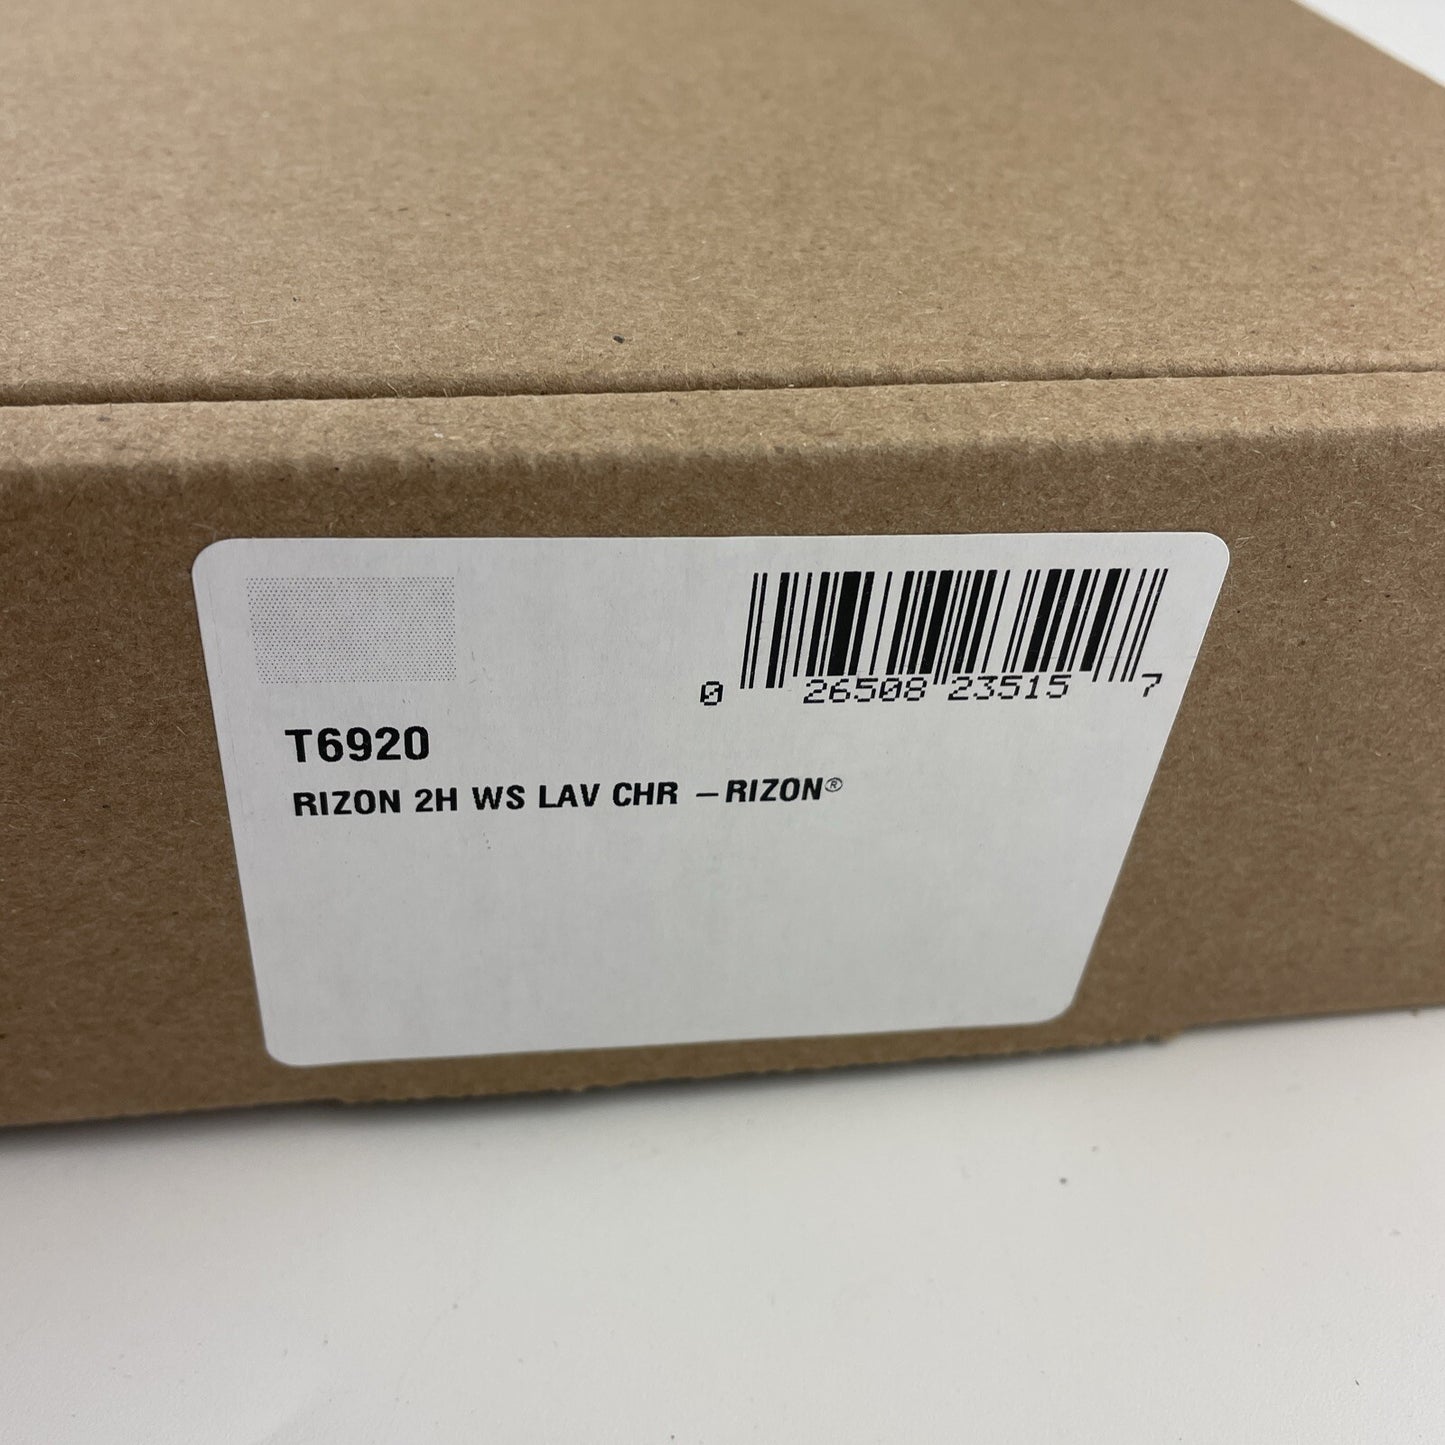 0 26508 23515 7
T6920
RIZON 2H WS LAV CHR –RIZON®